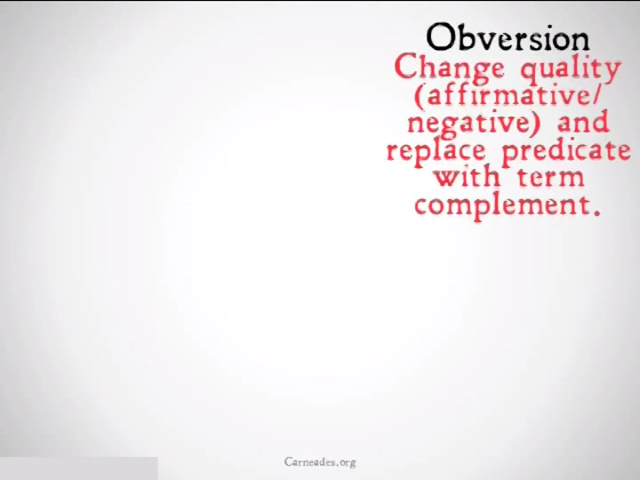 Obversion
Change quality
(affirmative/
negative) and
replace predicate
with term
complement.
Carneades.org